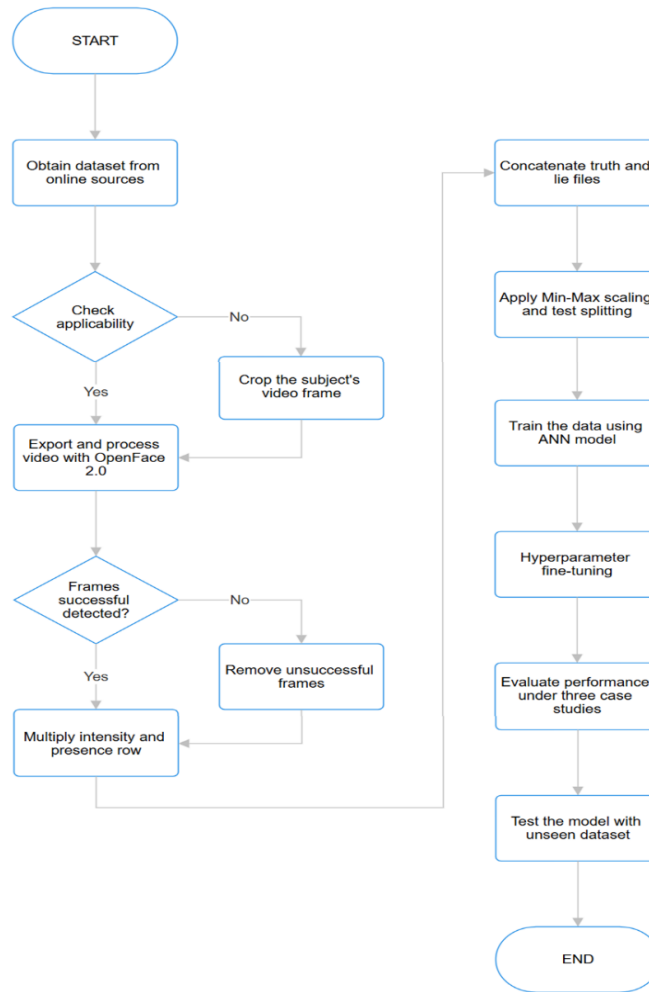 START
Obtain dataset from
online sources
Check
applicability
No
Crop the subject's
video frame
Yes
Export and process
video with OpenFace
2.0
Frames
successful
detected?
No
Remove unsuccessful
frames
Yes
Multiply intensity and
presence row
Concatenate truth and
lie files
Apply Min-Max scaling
and test splitting
Train the data using
ANN model
Hyperparameter
fine-tuning
Evaluate performance
under three case
studies
Test the model with
unseen dataset
END